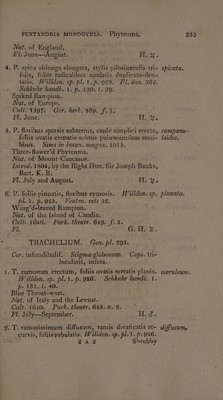 PENTANDRIA MONOGYNIA. Phyteuma. 355
Nat. of England.
Fl. June—August. H. ♃.
4. P. spica oblonga elongata, stylis pilosiusculis tri- spicata.
fidis, foliis radicalibus cordatis duplicato-den-
tatis. Willden. sp. pl. 1. p. 923. Fl. dan. 362.
Schkuhr handb. 1. p. 130. t. 39.
Spiked Rampion.
Nat. of Europe.
Cult. 1597. Ger. herb. 369. f. 1.
Fl. June. H. ♃.
5. P. floribus sparsis subternis, caule simplici erecto, campanu-
foliis ovatis crenatis subtus pubescentibus sessi- loides.
libus. Sims in botan. magaz. 1015.
Three-flower'd Phyteuma.
Nat. of Mount Caucasus.
Introd. 1804, by the Right Hon. Sir Joseph Banks,
Bart. K. B.
Fl. July and August. H. ♃.
6. P. foliis pinnatis, floribus cymosis. Willden. sp. pinnata.
pl. 1. p. 925. Venten. cels 52.
Wing'd-leaved Rampion.
Nat. of the Island of Candia.
Cult. 1640. Park. theatr. 649. f. 3.
Fl. G. H. ♃.
TRACHELIUM. Gen. pl. 293.
Cor. infundibulif. Stigma globosum. Caps. tri-
locularis, infera.
1. T. ramosum erectum, foliis ovatis serratis planis. cæruleum.
Willden. sp. pl. 1. p. 926. Schkuhr handb. 1.
p. 131. t. 40.
Blue Throat-wort.
Nat. of Italy and the Levant.
Cult. 1640. Park. theatr. 643. n. 8.
Fl. July—September. H. ♂.
2. T. ramosissimum diffusum, ramis divaricatis re- diffusum.
curvis, foliis subulatis. Willden. sp. pl. 1. p. 926.
2 A 2 Shrubby